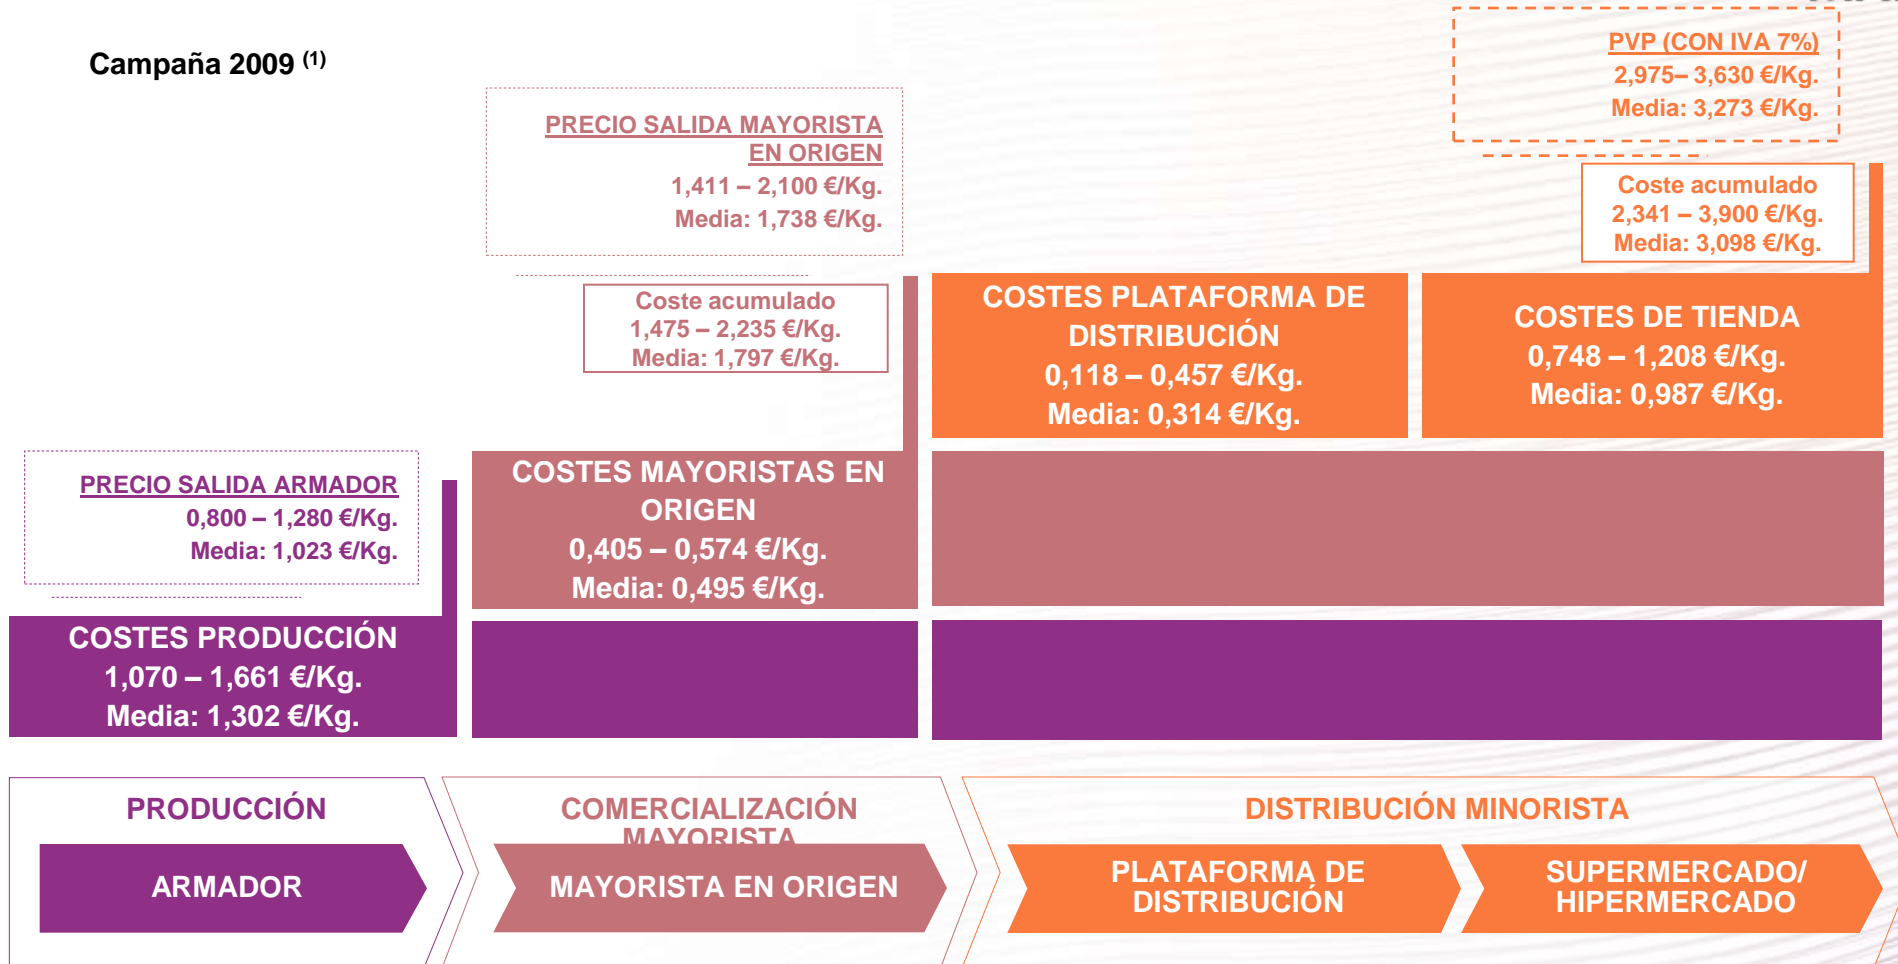 Campaña 2009 (1)
PVP (CON IVA 7%)
2,975– 3,630 €/Kg.
Media: 3,273 €/Kg.
PRECIO SALIDA MAYORISTA
EN ORIGEN
1,411 – 2,100 €/Kg.
Media: 1,738 €/Kg.
Coste acumulado
2,341 – 3,900 €/Kg.
Media: 3,098 €/Kg.
Coste acumulado
1,475 – 2,235 €/Kg.
Media: 1,797 €/Kg.
COSTES PLATAFORMA DE
DISTRIBUCIÓN
0,118 – 0,457 €/Kg.
Media: 0,314 €/Kg.
COSTES DE TIENDA
0,748 – 1,208 €/Kg.
Media: 0,987 €/Kg.
PRECIO SALIDA ARMADOR
0,800 – 1,280 €/Kg.
Media: 1,023 €/Kg.
COSTES MAYORISTAS EN
ORIGEN
0,405 – 0,574 €/Kg.
Media: 0,495 €/Kg.
COSTES PRODUCCIÓN
1,070 – 1,661 €/Kg.
Media: 1,302 €/Kg.
PRODUCCIÓN
COMERCIALIZACIÓN
MAYORISTA
DISTRIBUCIÓN MINORISTA
ARMADOR
MAYORISTA EN ORIGEN
PLATAFORMA DE
DISTRIBUCIÓN
SUPERMERCADO/
HIPERMERCADO